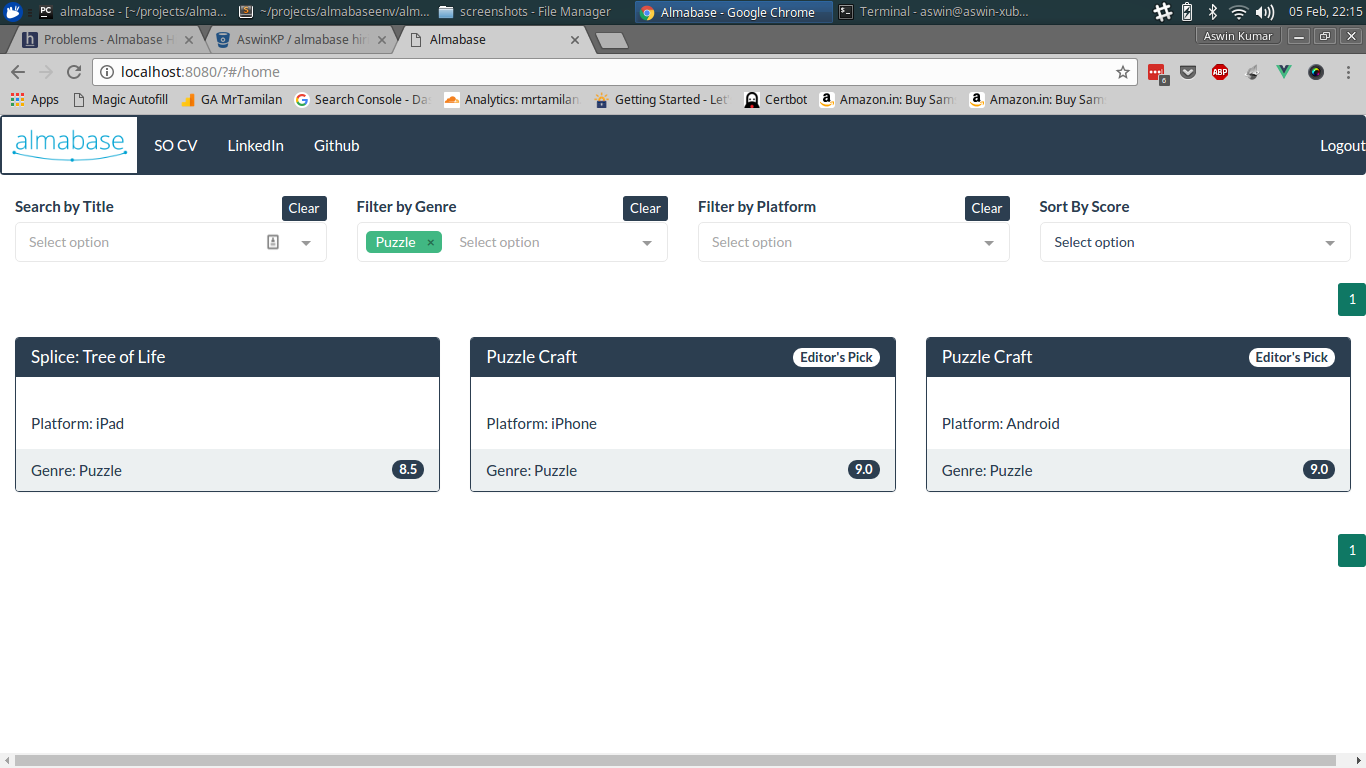 almabase - [~/projects/alma... ~/projects/almabaseenv/alm... screenshots - File Manager Almabase - Google Chrome Terminal - aswin@aswin-xub... 05 Feb, 22:15
Problems - Almabase H AswinKP / almabase hiri Almabase Aswin Kumar
localhost:8080/?#/home 6 ABP
Apps Magic Autofill GA MrTamilan Search Console - Das Analytics: mrtamilan. Getting Started - Let' Certbot Amazon.in: Buy Sam Amazon.in: Buy Sam
almabase SO CV LinkedIn Github Logout
Search by Title Clear Filter by Genre Clear Filter by Platform Clear Sort By Score
Select option Puzzle × Select option Select option Select option
1
Splice: Tree of Life Puzzle Craft Editor's Pick Puzzle Craft Editor's Pick
Platform: iPad Platform: iPhone Platform: Android
Genre: Puzzle 8.5 Genre: Puzzle 9.0 Genre: Puzzle 9.0
1